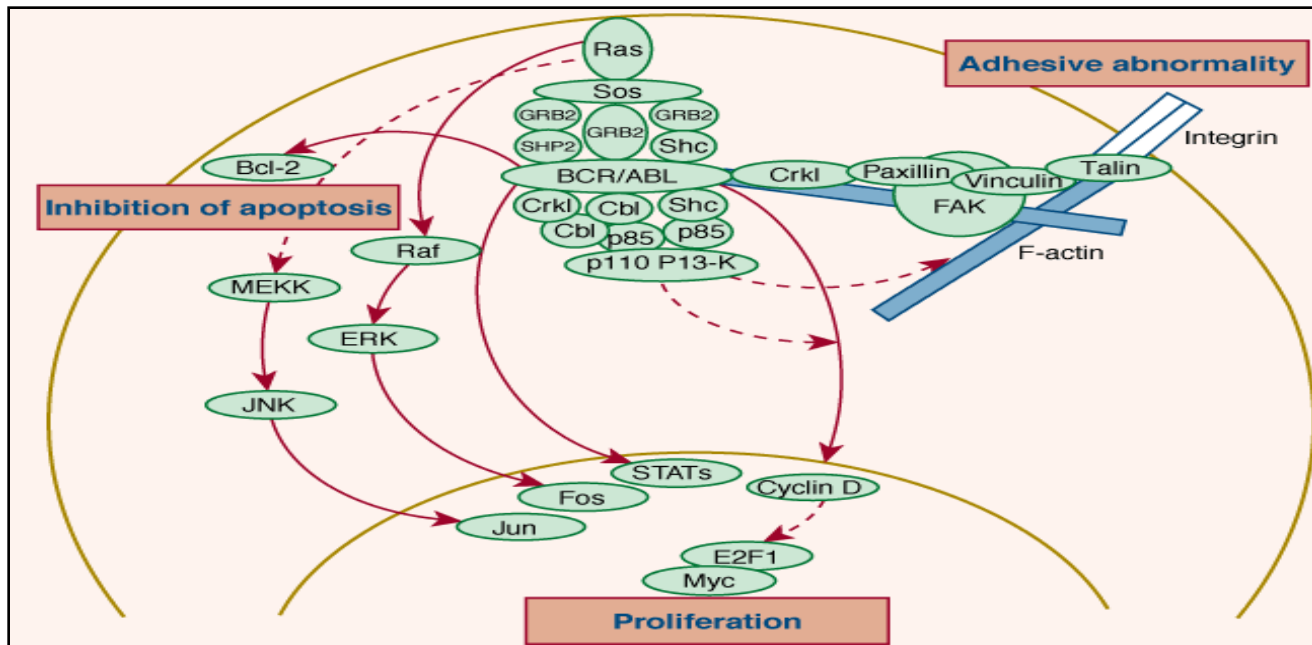 Ras
Adhesive abnormality
Sos
GRB2
GRB2
GRB2
Integrin
SHP2
Shc
Bcl-2
BCR/ABL
Crkl
Paxillin
Vinculin
Talin
Inhibition of apoptosis
Crkl
Cbl
Shc
FAK
Cbl
p85
p85
Raf
F-actin
p110 P13-K
MEKK
ERK
JNK
STATs
Cyclin D
Fos
Jun
E2F1
Myc
Proliferation